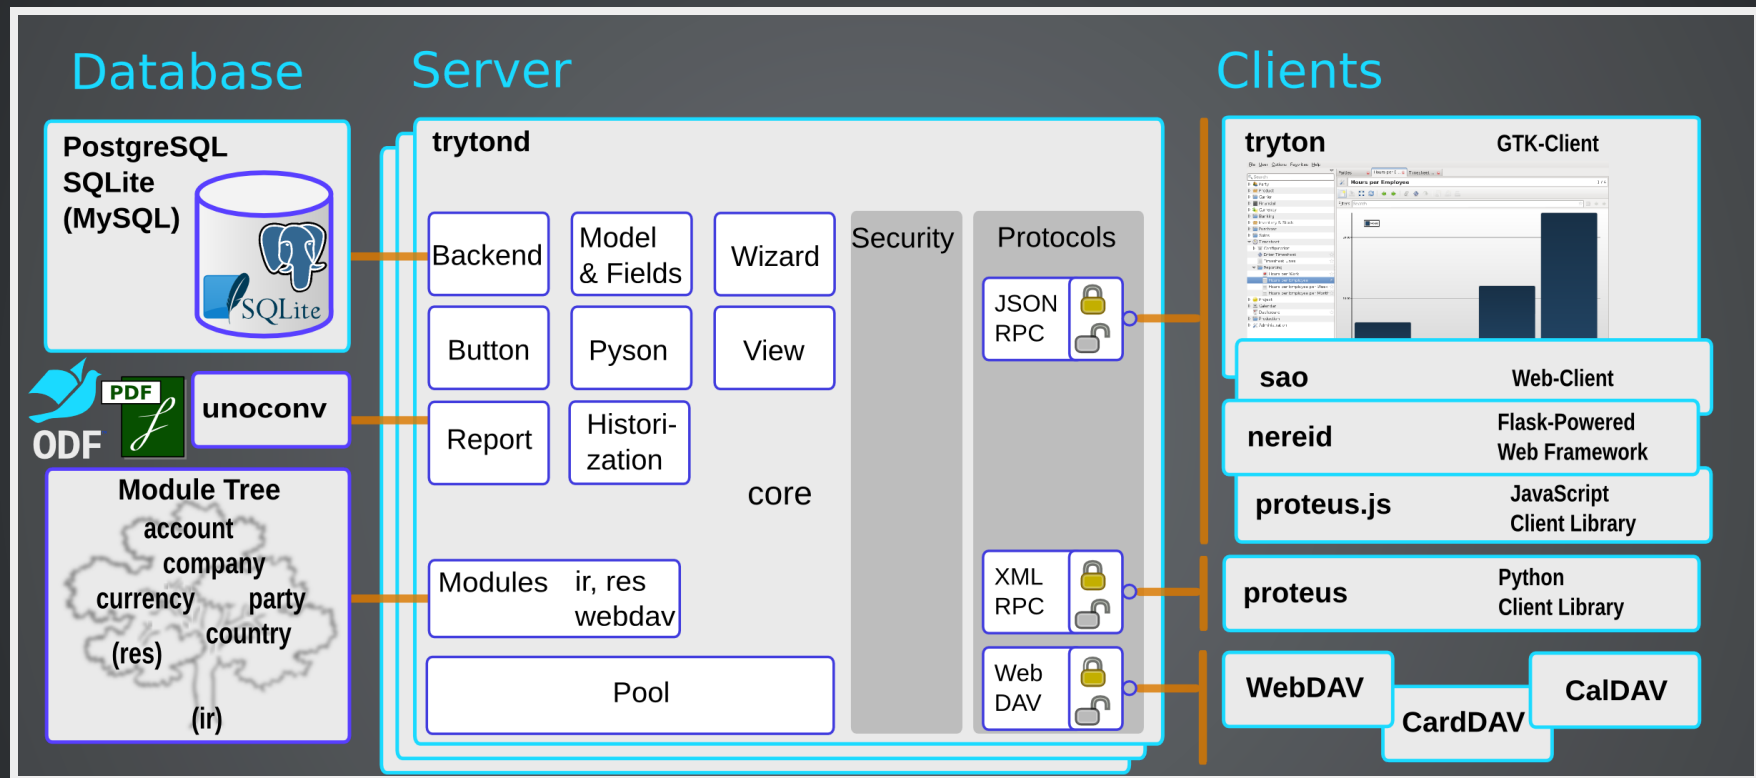 Database
Server
Clients
PostgreSQL
SQLite
(MySQL)
SQLite
PDF
ODF
unoconv
Module Tree
account
company
currency party
country
(res)
(ir)
trytond
Backend
Model
& Fields
Wizard
Button
Pyson
View
Report
Histori-
zation
core
Modules
ir, res
webdav
Pool
Security
Protocols
JSON
RPC
XML
RPC
Web
DAV
tryton
GTK-Client
Hours per Employee
sao
Web-Client
nereid
Flask-Powered
Web Framework
proteus.js
JavaScript
Client Library
proteus
Python
Client Library
WebDAV
CardDAV
CalDAV